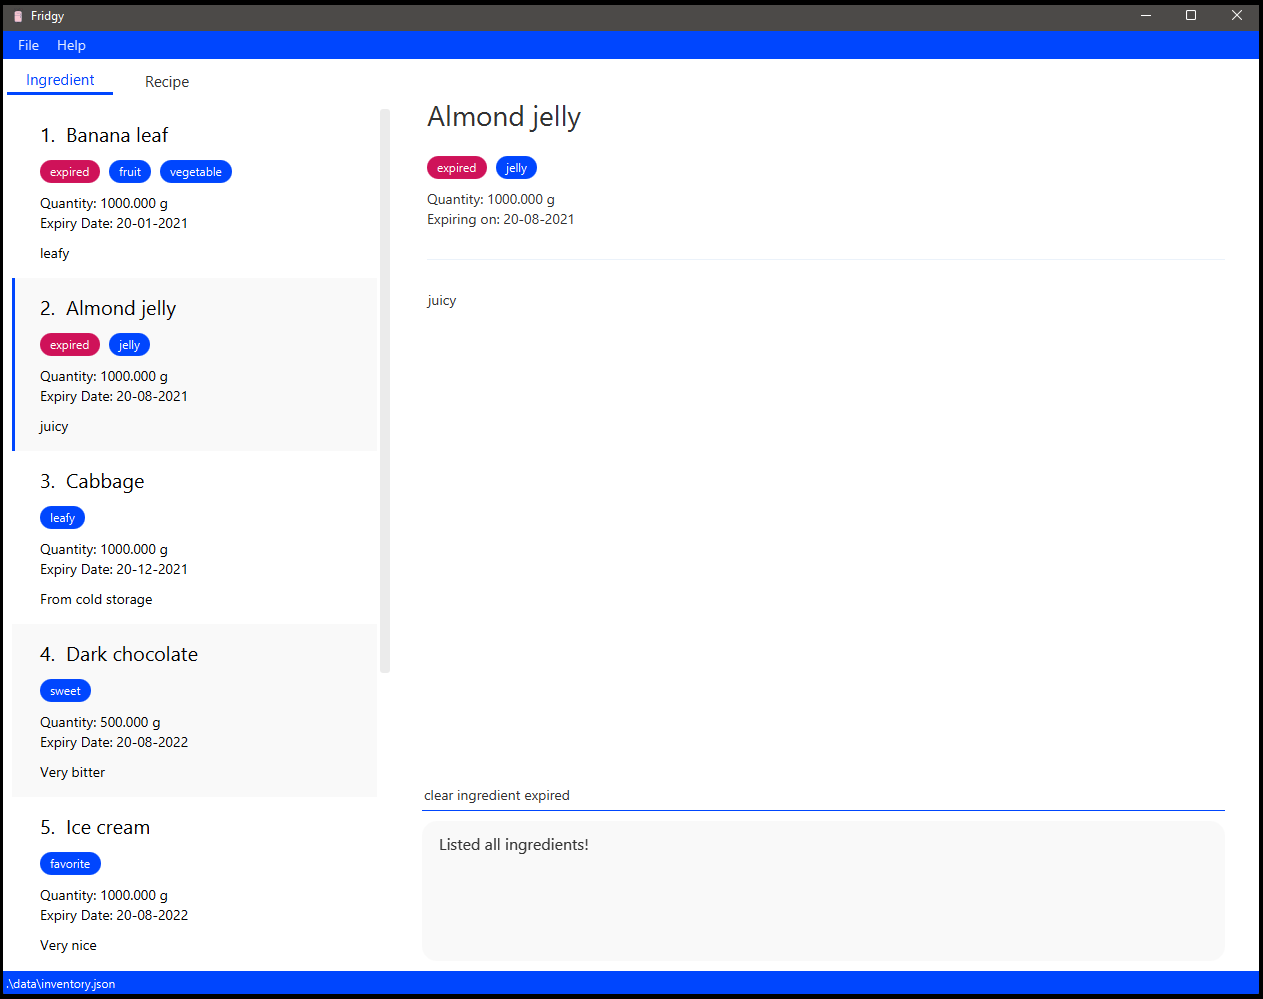 Fridgy
File Help
Ingredient Recipe
1. Banana leaf
expired fruit vegetable
Quantity: 1000.000 g
Expiry Date: 20-01-2021
leafy
2. Almond jelly
expired jelly
Quantity: 1000.000 g
Expiry Date: 20-08-2021
juicy
3. Cabbage
leafy
Quantity: 1000.000 g
Expiry Date: 20-12-2021
From cold storage
4. Dark chocolate
sweet
Quantity: 500.000 g
Expiry Date: 20-08-2022
Very bitter
5. Ice cream
favorite
Quantity: 1000.000 g
Expiry Date: 20-08-2022
Very nice
Almond jelly
expired jelly
Quantity: 1000.000 g
Expiring on: 20-08-2021
juicy
clear ingredient expired
Listed all ingredients!
.\data\inventory.json